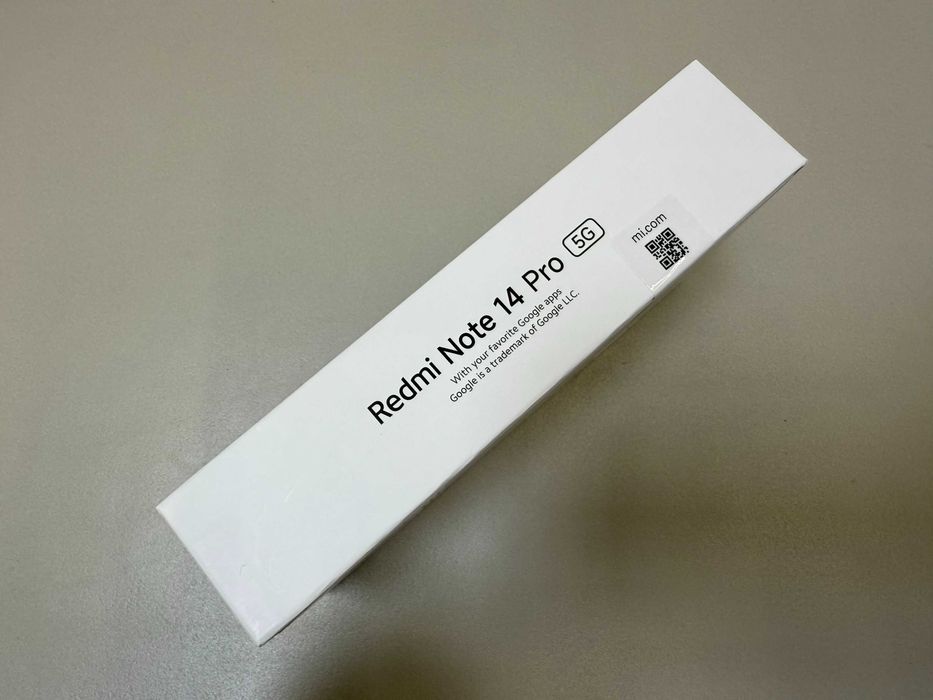 Redmi Note 14 Pro 5G
With your favorite Google apps
Google is a trademark of Google LLC.
mi.com